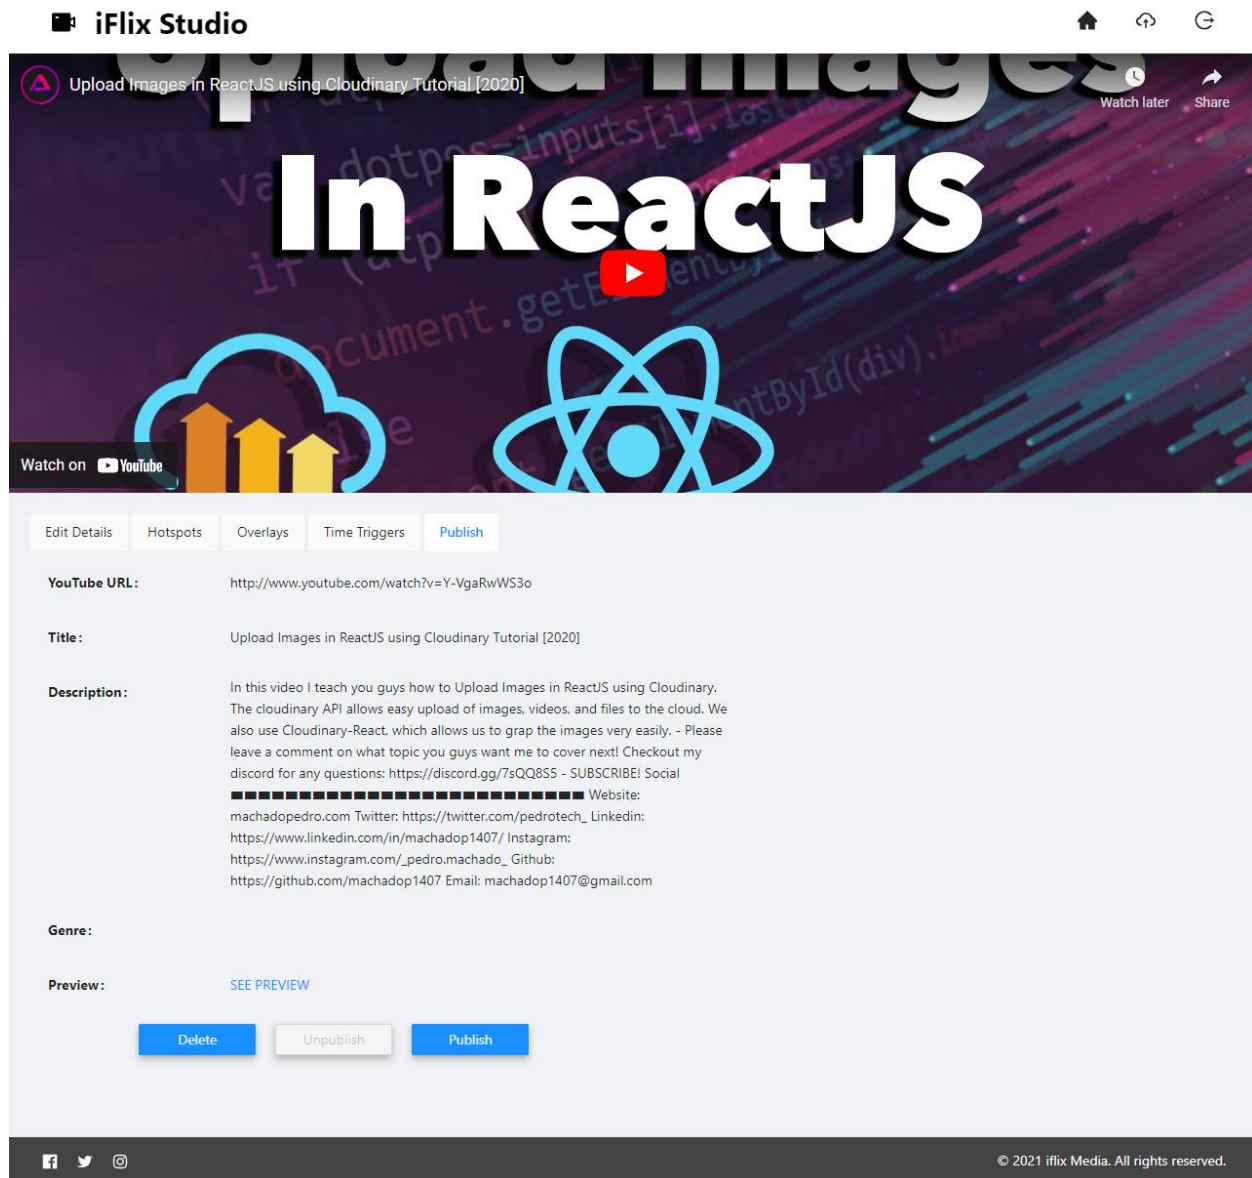 iFlix Studio
Upload Images
Upload Images in ReactJS using Cloudinary Tutorial [2020]
Watch later
Share
In ReactJS
Watch on YouTube
Edit Details
Hotspots
Overlays
Time Triggers
Publish
YouTube URL:
http://www.youtube.com/watch?v=Y-VgaRwWS3o
Title:
Upload Images in ReactJS using Cloudinary Tutorial [2020]
Description:
In this video I teach you guys how to Upload Images in ReactJS using Cloudinary.
The cloudinary API allows easy upload of images, videos, and files to the cloud. We
also use Cloudinary-React, which allows us to grap the images very easily. - Please
leave a comment on what topic you guys want me to cover next! Checkout my
discord for any questions: https://discord.gg/7sQQ8S5 - SUBSCRIBE! Social
▬▬▬▬▬▬▬▬▬▬▬▬▬▬▬▬▬▬▬▬▬▬▬▬▬▬ Website:
machadopedro.com Twitter: https://twitter.com/pedrotech_ Linkedin:
https://www.linkedin.com/in/machadop1407/ Instagram:
https://www.instagram.com/_pedro.machado_ Github:
https://github.com/machadop1407 Email: machadop1407@gmail.com
Genre:
Preview:
SEE PREVIEW
Delete
Unpublish
Publish
© 2021 iflix Media. All rights reserved.